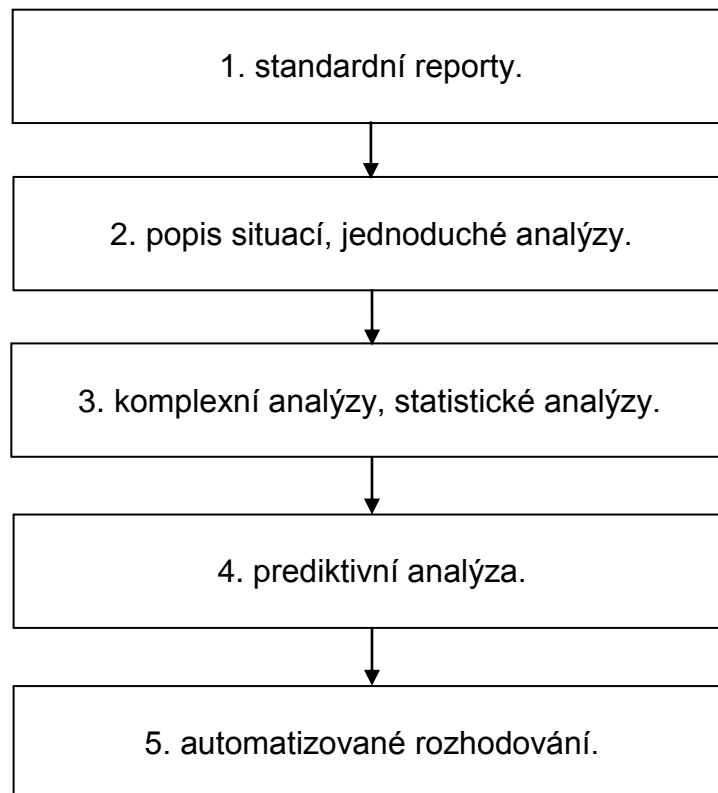 1. standardní reporty.
2. popis situací, jednoduché analýzy.
3. komplexní analýzy, statistické analýzy.
4. prediktivní analýza.
5. automatizované rozhodování.